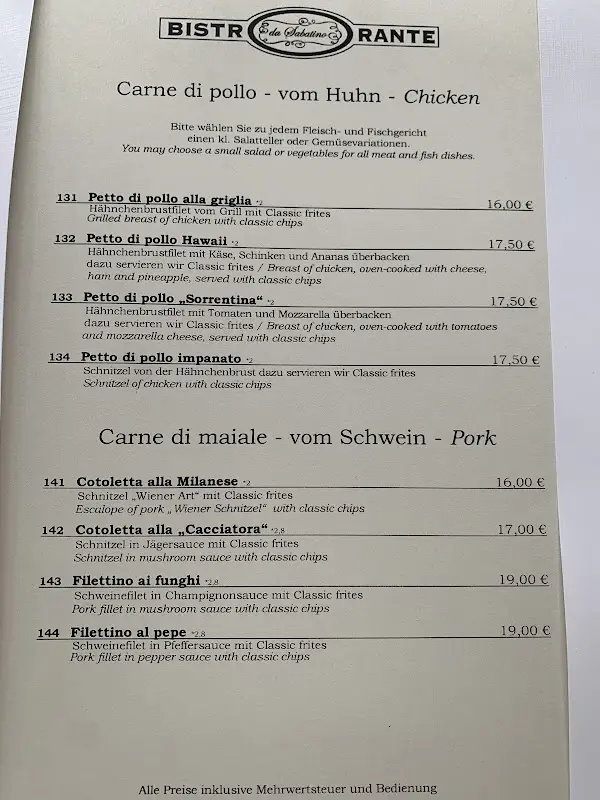 BISTR da Sabatino RANTE
Carne di pollo - vom Huhn - Chicken
Bitte wählen Sie zu jedem Fleisch- und Fischgericht
einen kl. Salatteller oder Gemüsevariationen.
You may choose a small salad or vegetables for all meat and fish dishes.
131 Petto di pollo alla griglia *2 16,00 €
Hähnchenbrustfilet vom Grill mit Classic frites
Grilled breast of chicken with classic chips
132 Petto di pollo Hawaii *2 17,50 €
Hähnchenbrustfilet mit Käse, Schinken und Ananas überbacken
dazu servieren wir Classic frites / Breast of chicken, oven-cooked with cheese,
ham and pineapple, served with classic chips
133 Petto di pollo „Sorrentina“ *2 17,50 €
Hähnchenbrustfilet mit Tomaten und Mozzarella überbacken
dazu servieren wir Classic frites / Breast of chicken, oven-cooked with tomatoes
and mozzarella cheese, served with classic chips
134 Petto di pollo impanato *2 17,50 €
Schnitzel von der Hähnchenbrust dazu servieren wir Classic frites
Schnitzel of chicken with classic chips
Carne di maiale - vom Schwein - Pork
141 Cotoletta alla Milanese *2 16,00 €
Schnitzel „Wiener Art“ mit Classic frites
Escalope of pork „ Wiener Schnitzel“ with classic chips
142 Cotoletta alla „Cacciatora“ *2,8 17,00 €
Schnitzel in Jägersauce mit Classic frites
Schnitzel in mushroom sauce with classic chips
143 Filettino ai funghi *2,8 19,00 €
Schweinefilet in Champignonsauce mit Classic frites
Pork fillet in mushroom sauce with classic chips
144 Filettino al pepe *2,8 19,00 €
Schweinefilet in Pfeffersauce mit Classic frites
Pork fillet in pepper sauce with classic chips
Alle Preise inklusive Mehrwertsteuer und Bedienung